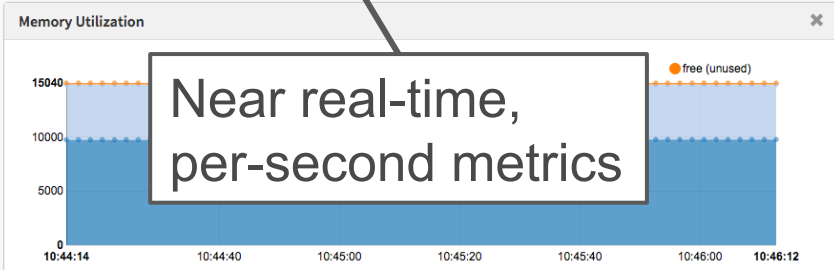 Memory Utilization
free (unused)
Near real-time,
per-second metrics
15040
10000
5000
0
10:44:14 10:44:40 10:45:00 10:45:20 10:45:40 10:46:00 10:46:12